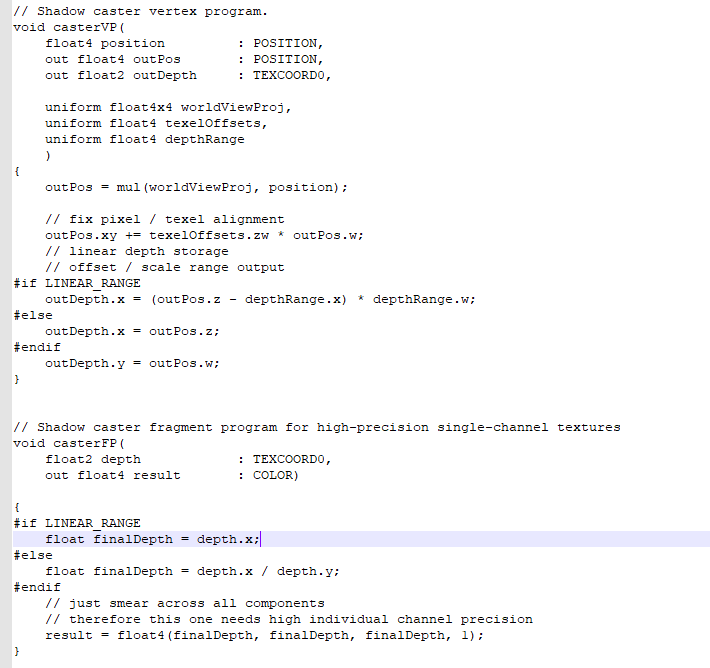 // Shadow caster vertex program.
void casterVP(
    float4 position         : POSITION,
    out float4 outPos       : POSITION,
    out float2 outDepth     : TEXCOORD0,

    uniform float4x4 worldViewProj,
    uniform float4 texelOffsets,
    uniform float4 depthRange
    )
{
    outPos = mul(worldViewProj, position);

    // fix pixel / texel alignment
    outPos.xy += texelOffsets.zw * outPos.w;
    // linear depth storage
    // offset / scale range output
#if LINEAR_RANGE
    outDepth.x = (outPos.z - depthRange.x) * depthRange.w;
#else
    outDepth.x = outPos.z;
#endif
    outDepth.y = outPos.w;
}


// Shadow caster fragment program for high-precision single-channel textures
void casterFP(
    float2 depth            : TEXCOORD0,
    out float4 result       : COLOR)

{
#if LINEAR_RANGE
    float finalDepth = depth.x;
#else
    float finalDepth = depth.x / depth.y;
#endif
    // just smear across all components
    // therefore this one needs high individual channel precision
    result = float4(finalDepth, finalDepth, finalDepth, 1);
}